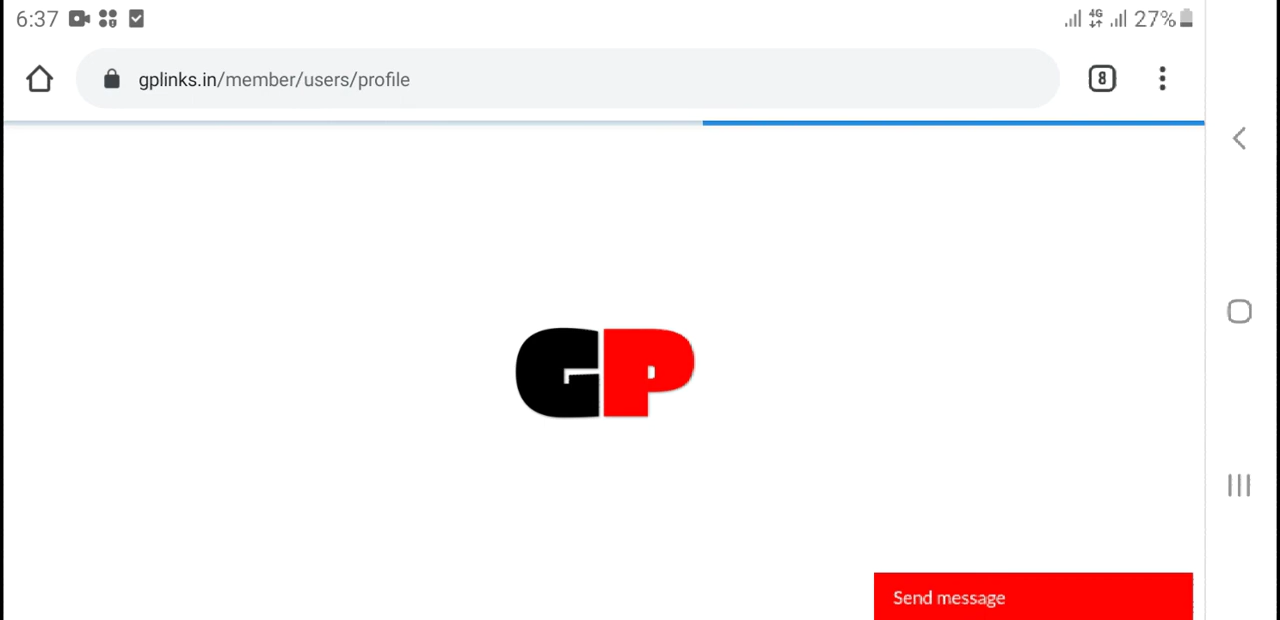 6:37
4G
27%
gplinks.in/member/users/profile
8
GP
Send message